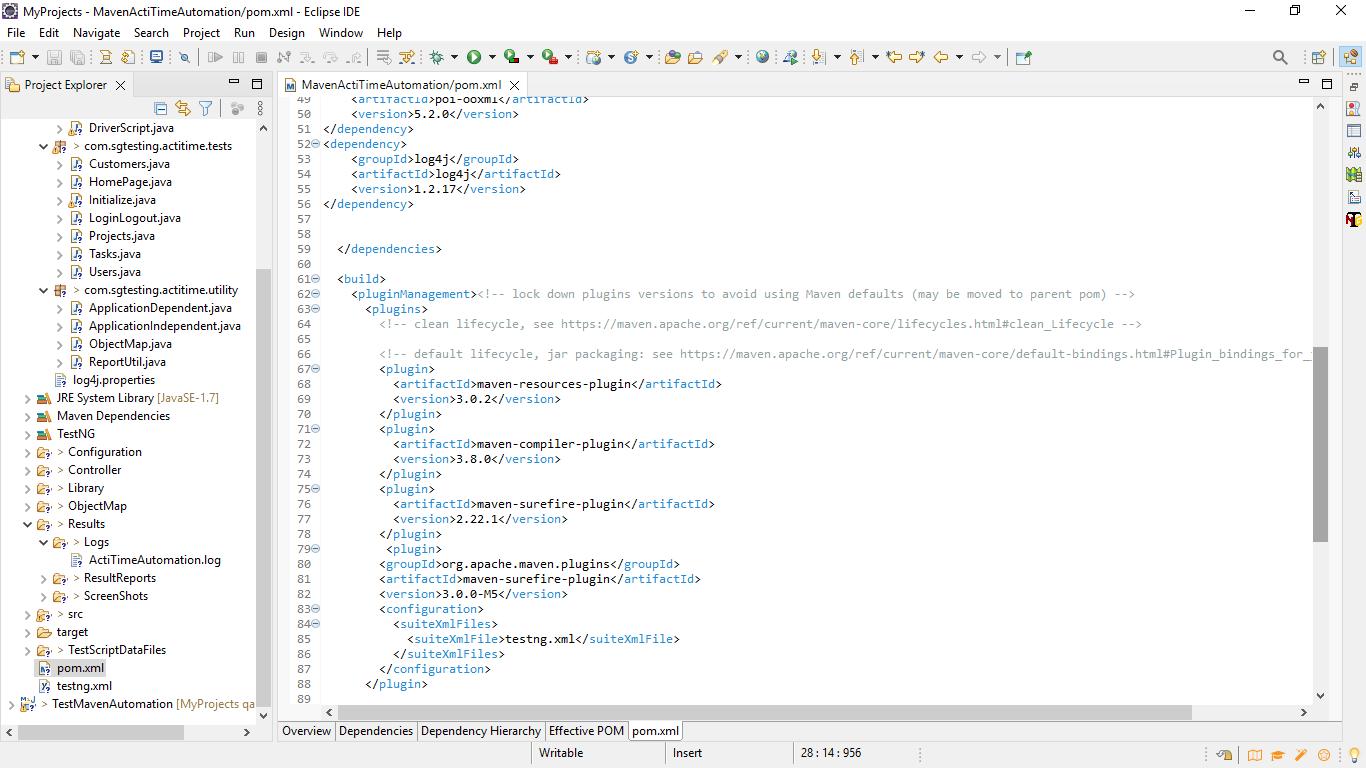 MyProjects - MavenActiTimeAutomation/pom.xml - Eclipse IDE
File Edit Navigate Search Project Run Design Window Help
Project Explorer
DriverScript.java
> com.sgtesting.actitime.tests
Customers.java
HomePage.java
Initialize.java
LoginLogout.java
Projects.java
Tasks.java
Users.java
> com.sgtesting.actitime.utility
ApplicationDependent.java
ApplicationIndependent.java
ObjectMap.java
ReportUtil.java
log4j.properties
JRE System Library [JavaSE-1.7]
Maven Dependencies
TestNG
> Configuration
> Controller
> Library
> ObjectMap
> Results
> Logs
ActiTimeAutomation.log
> ResultReports
> ScreenShots
> src
target
> TestScriptDataFiles
pom.xml
testng.xml
> TestMavenAutomation [MyProjects qa
MavenActiTimeAutomation/pom.xml
49 <artifactId>poi-ooxml</artifactId>
50 <version>5.2.0</version>
51 </dependency>
52 <dependency>
53 <groupId>log4j</groupId>
54 <artifactId>log4j</artifactId>
55 <version>1.2.17</version>
56 </dependency>
57
58
59 </dependencies>
60
61 <build>
62 <pluginManagement><!-- lock down plugins versions to avoid using Maven defaults (may be moved to parent pom) -->
63 <plugins>
64 <!-- clean lifecycle, see https://maven.apache.org/ref/current/maven-core/lifecycles.html#clean_Lifecycle -->
65
66 <!-- default lifecycle, jar packaging: see https://maven.apache.org/ref/current/maven-core/default-bindings.html#Plugin_bindings_for_
67 <plugin>
68 <artifactId>maven-resources-plugin</artifactId>
69 <version>3.0.2</version>
70 </plugin>
71 <plugin>
72 <artifactId>maven-compiler-plugin</artifactId>
73 <version>3.8.0</version>
74 </plugin>
75 <plugin>
76 <artifactId>maven-surefire-plugin</artifactId>
77 <version>2.22.1</version>
78 </plugin>
79 <plugin>
80 <groupId>org.apache.maven.plugins</groupId>
81 <artifactId>maven-surefire-plugin</artifactId>
82 <version>3.0.0-M5</version>
83 <configuration>
84 <suiteXmlFiles>
85 <suiteXmlFile>testng.xml</suiteXmlFile>
86 </suiteXmlFiles>
87 </configuration>
88 </plugin>
89
Overview Dependencies Dependency Hierarchy Effective POM pom.xml
Writable Insert 28 : 14 : 956